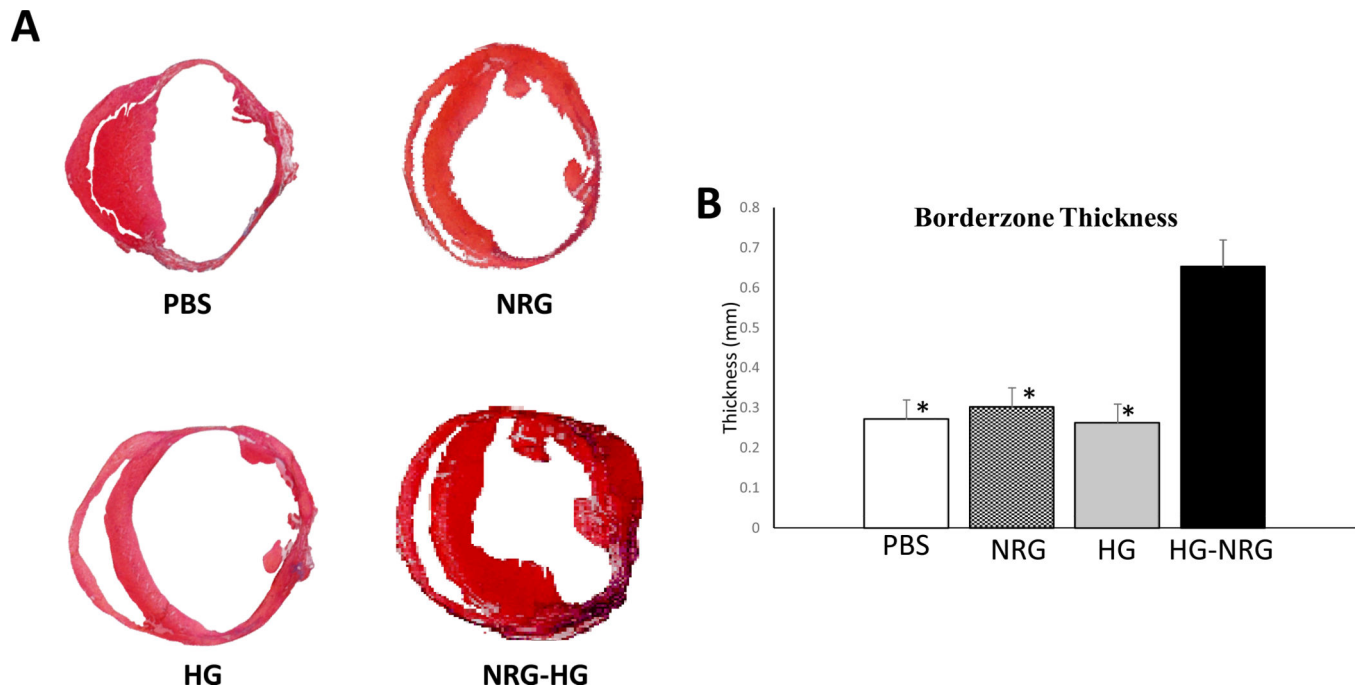 A
PBS
NRG
HG
NRG-HG
B
Borderzone Thickness
Thickness (mm)
0.8
0.7
0.6
0.5
0.4
0.3
0.2
0.1
0
*
*
*
PBS
NRG
HG
HG-NRG